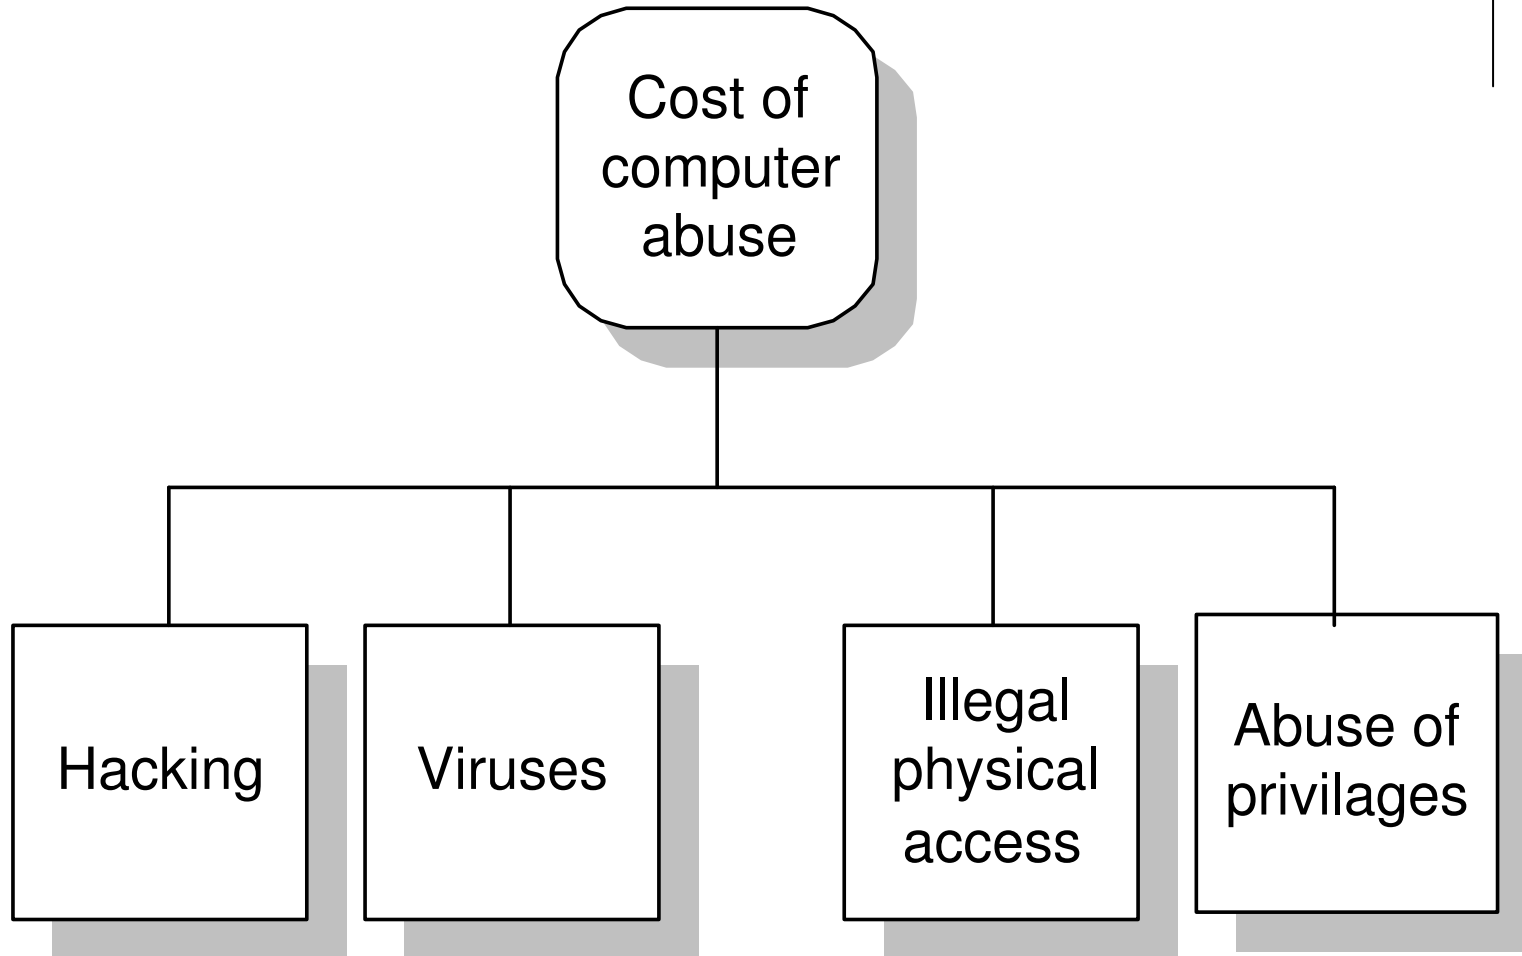 Cost of
computer
abuse
Hacking
Viruses
Illegal
physical
access
Abuse of
privilages